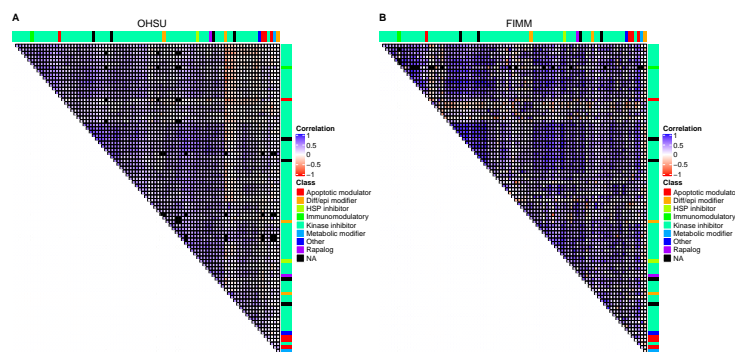 A
OHSU
Correlation
1
0.5
0
−0.5
−1
Class
Apoptotic modulator
Diff/epi modifier
HSP inhibitor
Immunomodulatory
Kinase inhibitor
Metabolic modifier
Other
Rapalog
NA
B
FIMM
Correlation
1
0.5
0
−0.5
−1
Class
Apoptotic modulator
Diff/epi modifier
HSP inhibitor
Immunomodulatory
Kinase inhibitor
Metabolic modifier
Other
Rapalog
NA